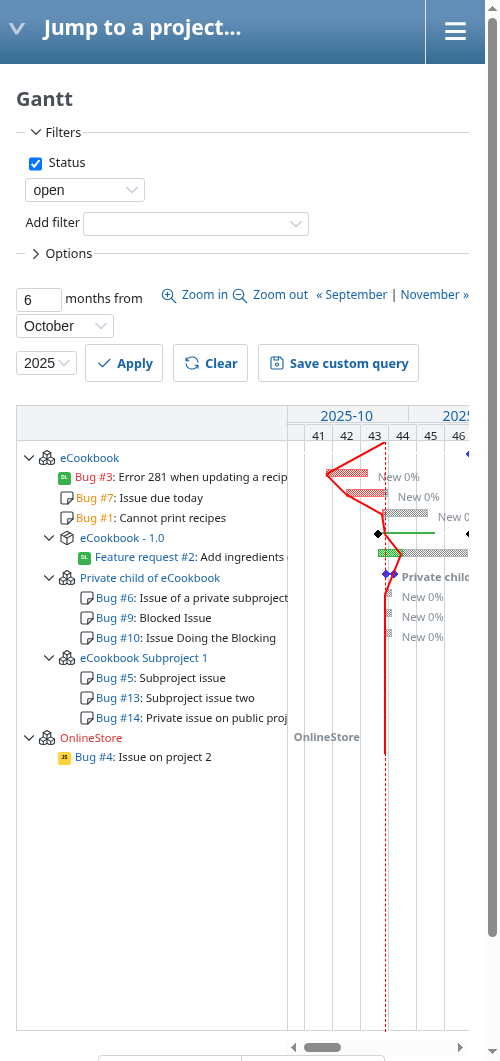 Jump to a project...
Gantt
Filters
Status
open
Add filter
Options
6 months from
Zoom in Zoom out « September | November »
October
2025 Apply Clear Save custom query
2025-10
41 42 43 44 45 46
eCookbook
Bug #3: Error 281 when updating a recip
New 0%
Bug #7: Issue due today
New 0%
Bug #1: Cannot print recipes
New 0
eCookbook - 1.0
Feature request #2: Add ingredients
Private child of eCookbook
Private child
Bug #6: Issue of a private subproject
New 0%
Bug #9: Blocked Issue
New 0%
Bug #10: Issue Doing the Blocking
New 0%
eCookbook Subproject 1
Bug #5: Subproject issue
Bug #13: Subproject issue two
Bug #14: Private issue on public proj
OnlineStore
OnlineStore
JS Bug #4: Issue on project 2